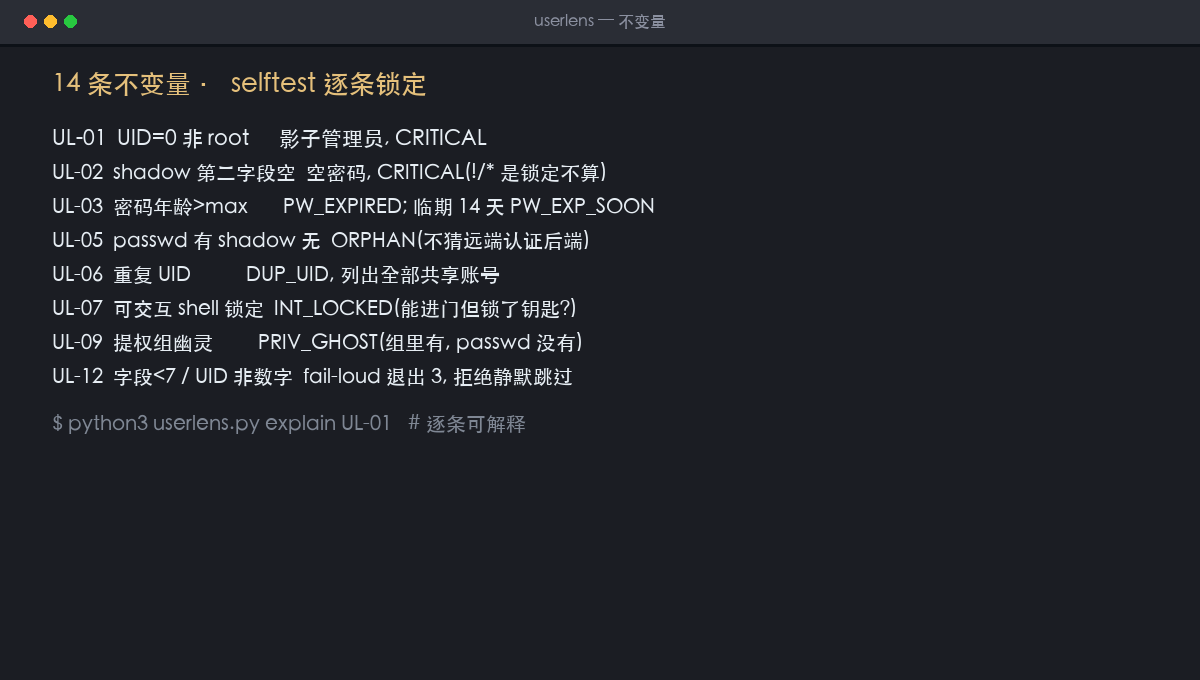 userlens — 不变量
14 条不变量 · selftest 逐条锁定
UL-01 UID=0 非 root 影子管理员, CRITICAL
UL-02 shadow 第二字段空 空密码, CRITICAL(!/* 是锁定不算)
UL-03 密码年龄>max PW_EXPIRED; 临期 14 天 PW_EXP_SOON
UL-05 passwd 有 shadow 无 ORPHAN(不猜远端认证后端)
UL-06 重复 UID DUP_UID, 列出全部共享账号
UL-07 可交互 shell 锁定 INT_LOCKED(能进门但锁了钥匙?)
UL-09 提权组幽灵 PRIV_GHOST(组里有, passwd 没有)
UL-12 字段<7 / UID 非数字 fail-loud 退出 3, 拒绝静默跳过
$ python3 userlens.py explain UL-01 # 逐条可解释